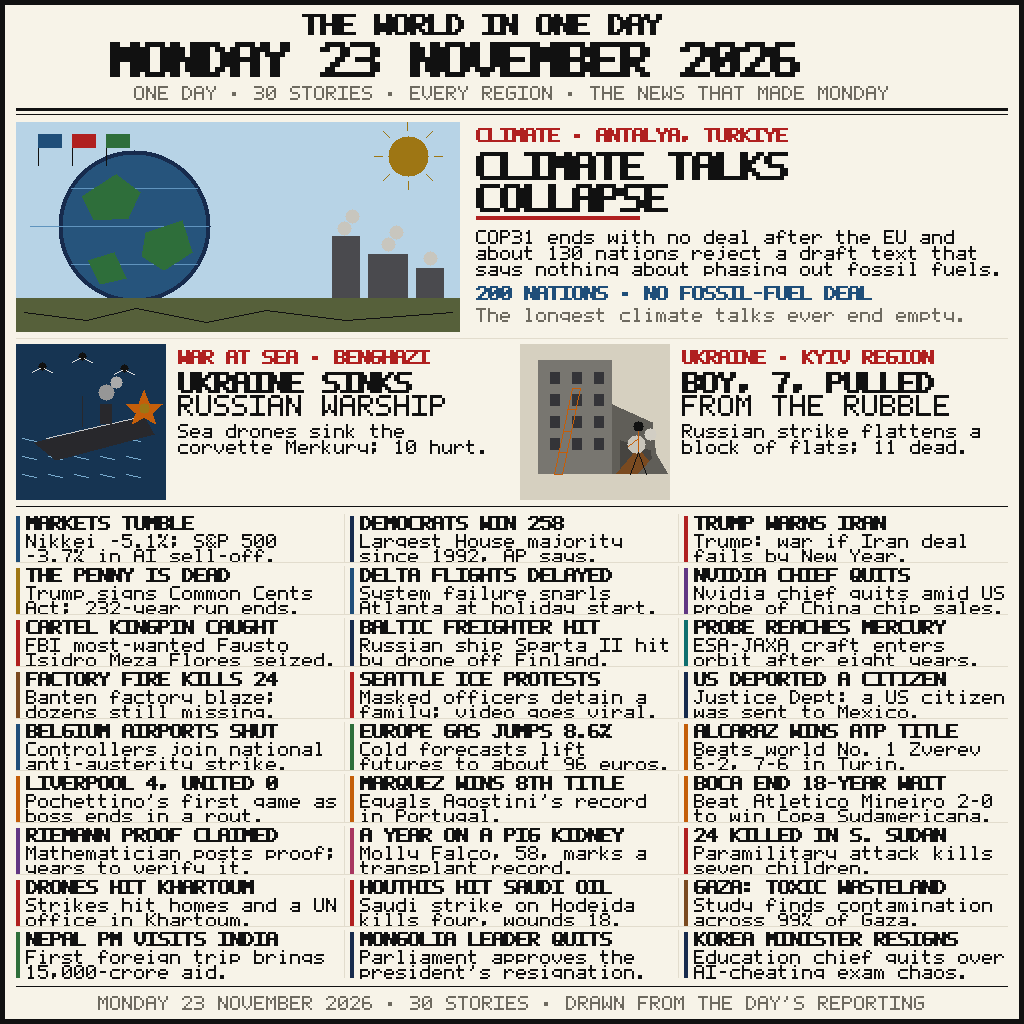 THE WORLD IN ONE DAY
MONDAY 23 NOVEMBER 2026
ONE DAY · 30 STORIES · EVERY REGION · THE NEWS THAT MADE MONDAY
CLIMATE · ANTALYA, TURKIYE
CLIMATE TALKS
COLLAPSE
COP31 ends with no deal after the EU and
about 130 nations reject a draft text that
says nothing about phasing out fossil fuels.
200 NATIONS · NO FOSSIL-FUEL DEAL
The longest climate talks ever end empty.
WAR AT SEA · BENGHAZI
UKRAINE SINKS
RUSSIAN WARSHIP
Sea drones sink the
corvette Merkury; 10 hurt.
UKRAINE · KYIV REGION
BOY, 7, PULLED
FROM THE RUBBLE
Russian strike flattens a
block of flats; 11 dead.
MARKETS TUMBLE
Nikkei -5.1%; S&P 500
-3.7% in AI sell-off.
DEMOCRATS WIN 258
Largest House majority
since 1992, AP says.
TRUMP WARNS IRAN
Trump: war if Iran deal
fails by New Year.
THE PENNY IS DEAD
Trump signs Common Cents
Act; 232-year run ends.
DELTA FLIGHTS DELAYED
System failure snarls
Atlanta at holiday start.
NVIDIA CHIEF QUITS
Nvidia chief quits amid US
probe of China chip sales.
CARTEL KINGPIN CAUGHT
FBI most-wanted Fausto
Isidro Meza Flores seized.
BALTIC FREIGHTER HIT
Russian ship Sparta II hit
by drone off Finland.
PROBE REACHES MERCURY
ESA-JAXA craft enters
orbit after eight years.
FACTORY FIRE KILLS 24
Banten factory blaze;
dozens still missing.
SEATTLE ICE PROTESTS
Masked officers detain a
family; video goes viral.
US DEPORTED A CITIZEN
Justice Dept: a US citizen
was sent to Mexico.
BELGIUM AIRPORTS SHUT
Controllers join national
anti-austerity strike.
EUROPE GAS JUMPS 8.6%
Cold forecasts lift
futures to about 96 euros.
ALCARAZ WINS ATP TITLE
Beats world No. 1 Zverev
6-2, 7-6 in Turin.
LIVERPOOL 4, UNITED 0
Pochettino's first game as
boss ends in a rout.
MARQUEZ WINS 8TH TITLE
Equals Agostini's record
in Portugal.
BOCA END 18-YEAR WAIT
Beat Atletico Mineiro 2-0
to win Copa Sudamericana.
RIEMANN PROOF CLAIMED
Mathematician posts proof;
years to verify it.
A YEAR ON A PIG KIDNEY
Molly Falco, 58, marks a
transplant record.
24 KILLED IN S. SUDAN
Paramilitary attack kills
seven children.
DRONES HIT KHARTOUM
Strikes hit homes and a UN
office in Khartoum.
HOUTHIS HIT SAUDI OIL
Saudi strike on Hodeida
kills four, wounds 18.
GAZA: TOXIC WASTELAND
Study finds contamination
across 99% of Gaza.
NEPAL PM VISITS INDIA
First foreign trip brings
15,000-crore aid.
MONGOLIA LEADER QUITS
Parliament approves the
president's resignation.
KOREA MINISTER RESIGNS
Education chief quits over
AI-cheating exam chaos.
MONDAY 23 NOVEMBER 2026 · 30 STORIES · DRAWN FROM THE DAY'S REPORTING